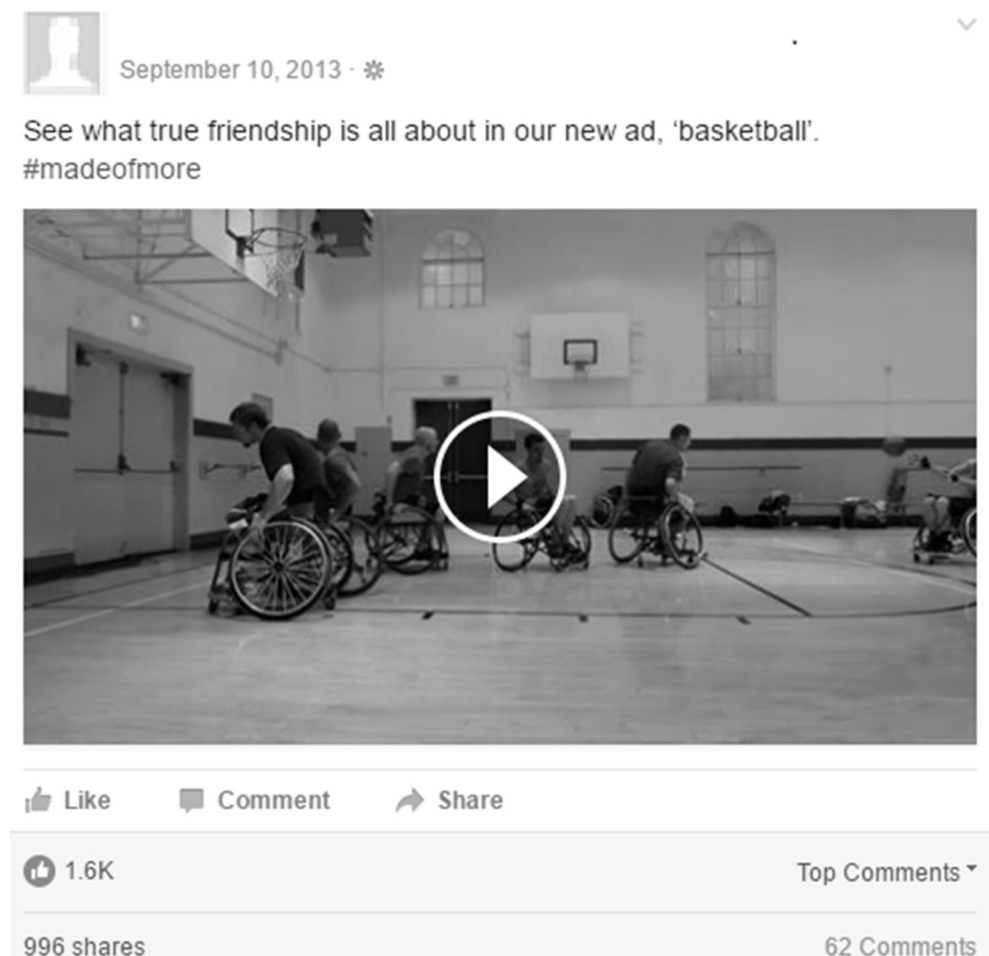 September 10, 2013 ·
See what true friendship is all about in our new ad, ‘basketball’.
#madeofmore
Like Comment Share
1.6K Top Comments
996 shares 62 Comments